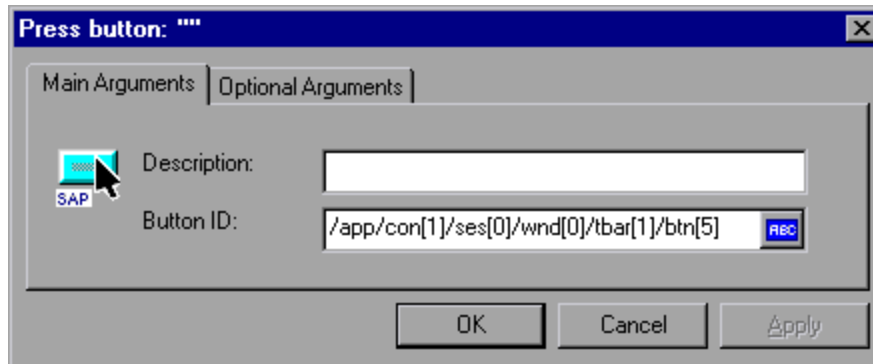 Press button: ""
Main Arguments
Optional Arguments
Description:
SAP
Button ID:
/app/con[1]/ses[0]/wnd[0]/tbar[1]/btn[5]
ABC
OK
Cancel
Apply